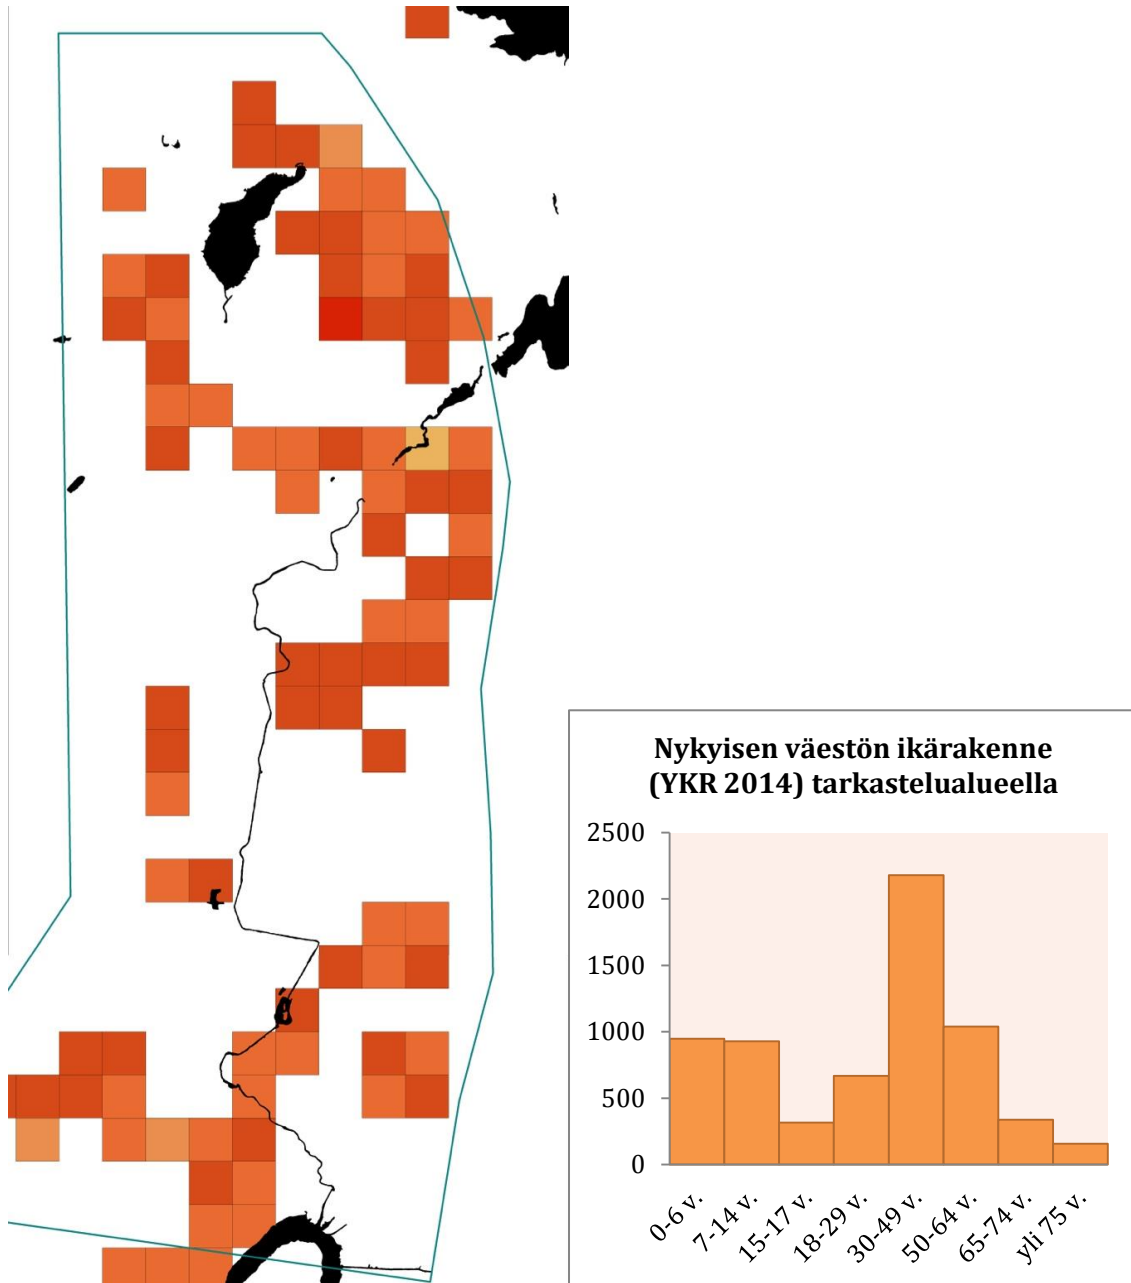 Nykyisen väestön ikärakenne
(YKR 2014) tarkastelualueella
2500
2000
1500
1000
500
0
0-6 v.
7-14 v.
15-17 v.
18-29 v.
30-49 v.
50-64 v.
65-74 v.
yli 75 v.